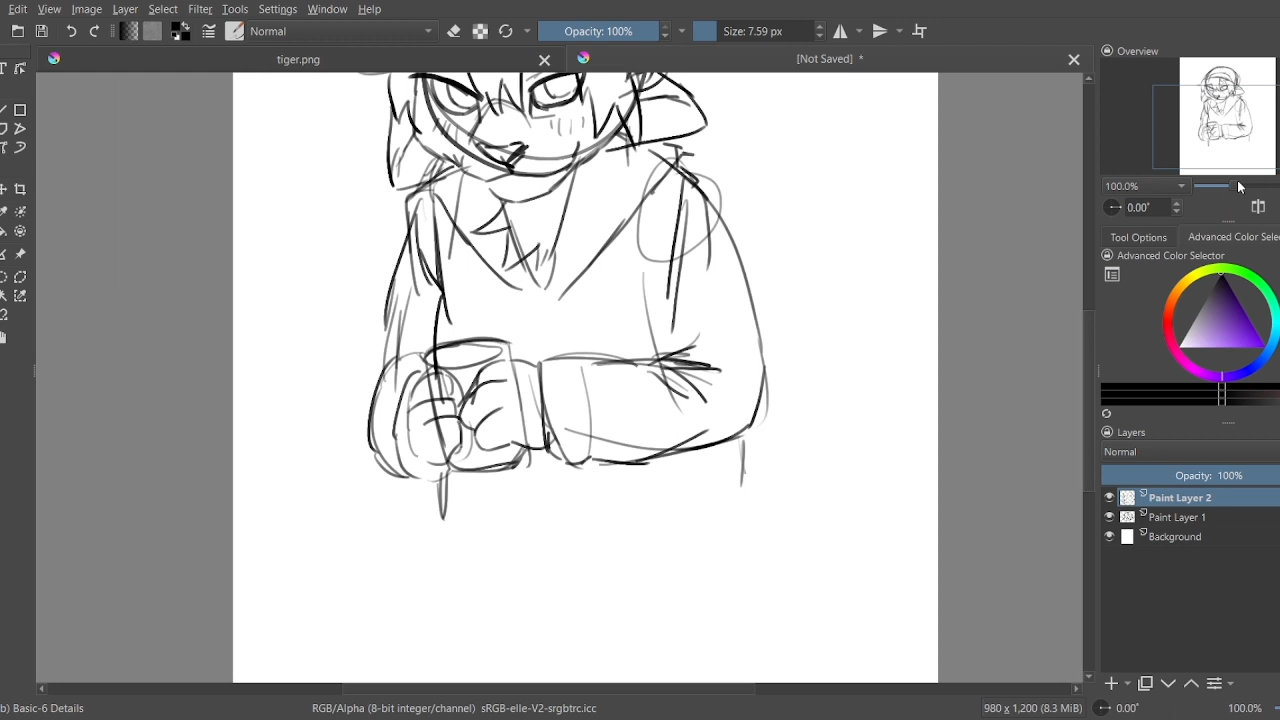 Edit View Image Layer Select Filter Tools Settings Window Help
Normal Opacity: 100% Size: 7.59 px
tiger.png [Not Saved] *
Overview
100.0%
0.00°
Tool Options Advanced Color Sele
Advanced Color Selector
Layers
Normal
Opacity: 100%
Paint Layer 2
Paint Layer 1
Background
b) Basic-6 Details RGB/Alpha (8-bit integer/channel) sRGB-elle-V2-srgbtrc.icc 980 x 1,200 (8.3 MiB) 0.00° 100.0%